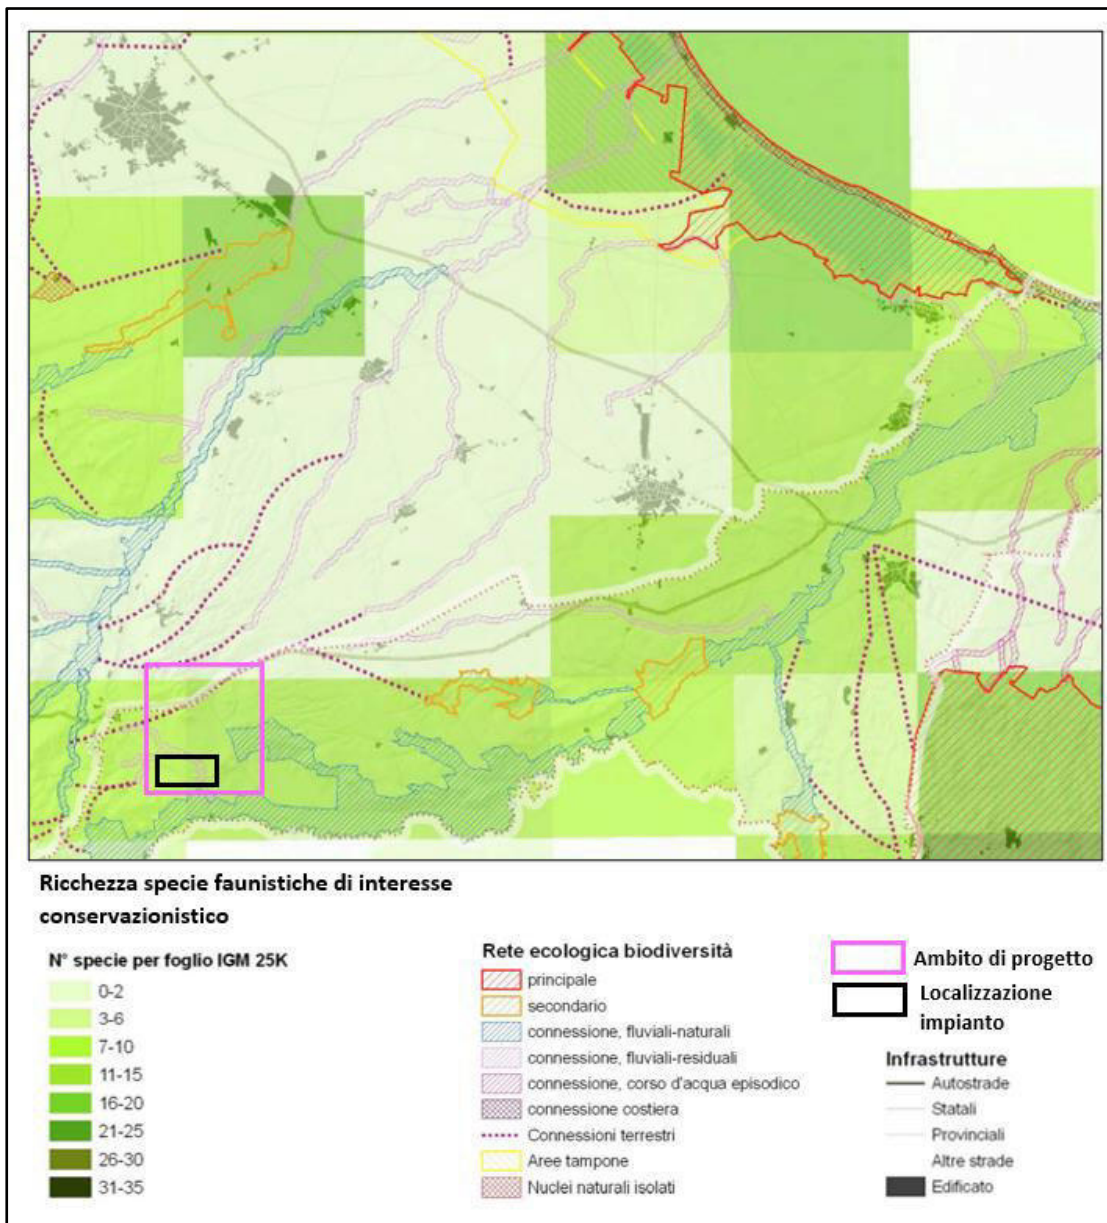 Ricchezza specie faunistiche di interesse
conservazionistico
N° specie per foglio IGM 25K
0-2
3-6
7-10
11-15
16-20
21-25
26-30
31-35
Rete ecologica biodiversità
principale
secondario
connessione, fluviali-naturali
connessione, fluviali-residuali
connessione, corso d'acqua episodico
connessione costiera
Connessioni terrestri
Aree tampone
Nuclei naturali isolati
Ambito di progetto
Localizzazione
impianto
Infrastrutture
Autostrade
Statali
Provinciali
Altre strade
Edificato